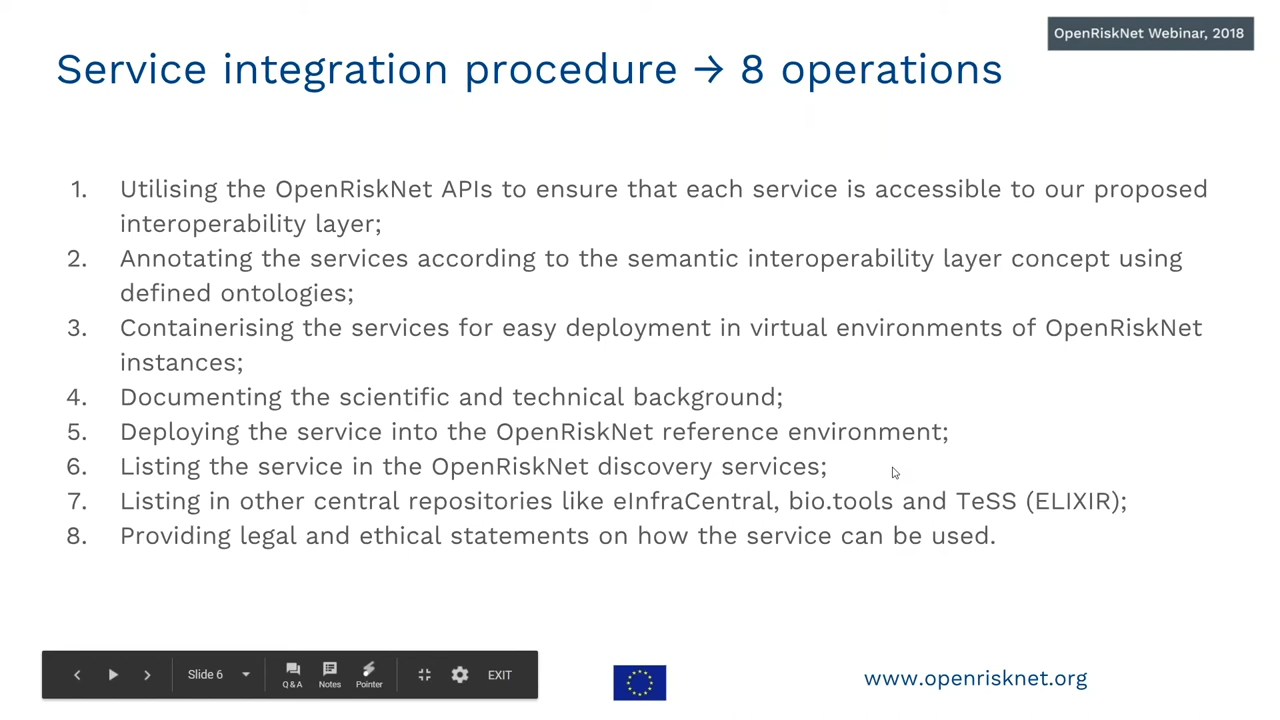 OpenRiskNet Webinar, 2018
Service integration procedure → 8 operations
1. Utilising the OpenRiskNet APIs to ensure that each service is accessible to our proposed
interoperability layer;
2. Annotating the services according to the semantic interoperability layer concept using
defined ontologies;
3. Containerising the services for easy deployment in virtual environments of OpenRiskNet
instances;
4. Documenting the scientific and technical background;
5. Deploying the service into the OpenRiskNet reference environment;
6. Listing the service in the OpenRiskNet discovery services;
7. Listing in other central repositories like eInfraCentral, bio.tools and TeSS (ELIXIR);
8. Providing legal and ethical statements on how the service can be used.
Slide 6
Q & A
Notes
Pointer
EXIT
www.openrisknet.org